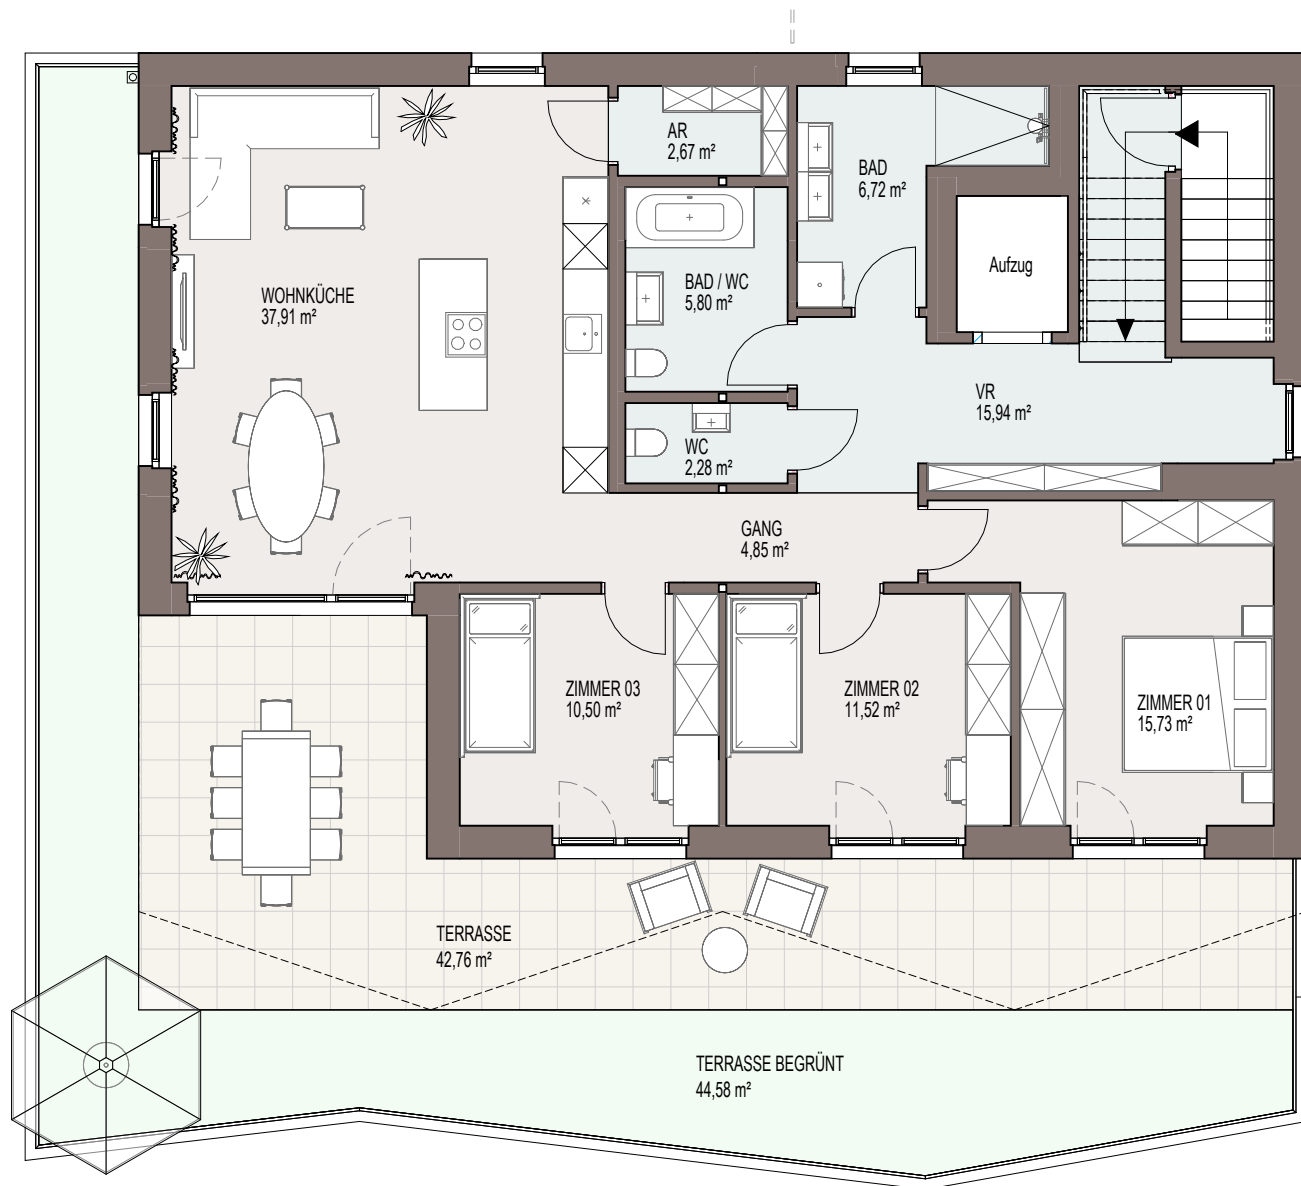 AR
2,67 m²
BAD
6,72 m²
Aufzug
WOHNKÜCHE
37,91 m²
BAD / WC
5,80 m²
VR
15,94 m²
WC
2,28 m²
GANG
4,85 m²
ZIMMER 03
10,50 m²
ZIMMER 02
11,52 m²
ZIMMER 01
15,73 m²
TERRASSE
42,76 m²
TERRASSE BEGRÜNT
44,58 m²